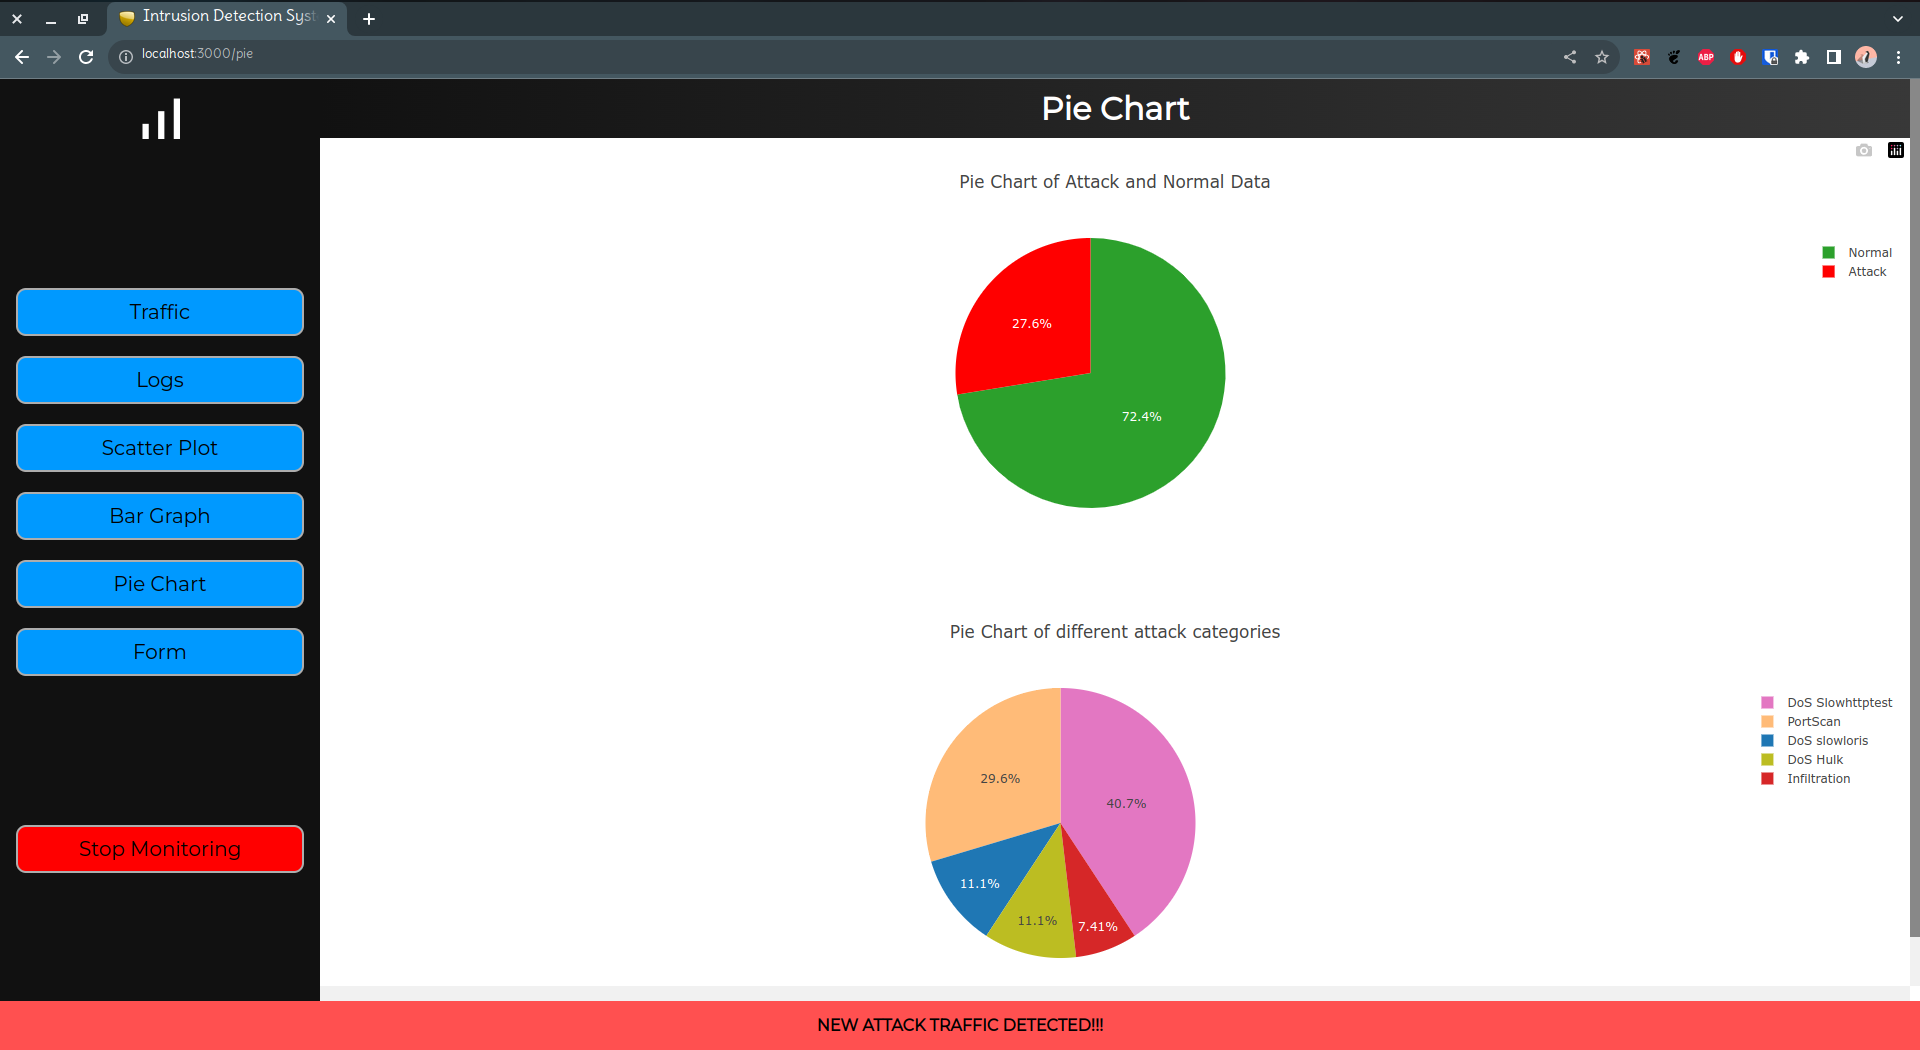 Intrusion Detection Syst
localhost:3000/pie
ABP
Pie Chart
Traffic
Logs
Scatter Plot
Bar Graph
Pie Chart
Form
Stop Monitoring
Pie Chart of Attack and Normal Data
Normal
Attack
27.6%
72.4%
Pie Chart of different attack categories
DoS Slowhttptest
PortScan
DoS slowloris
DoS Hulk
Infiltration
29.6%
40.7%
11.1%
11.1%
7.41%
NEW ATTACK TRAFFIC DETECTED!!!